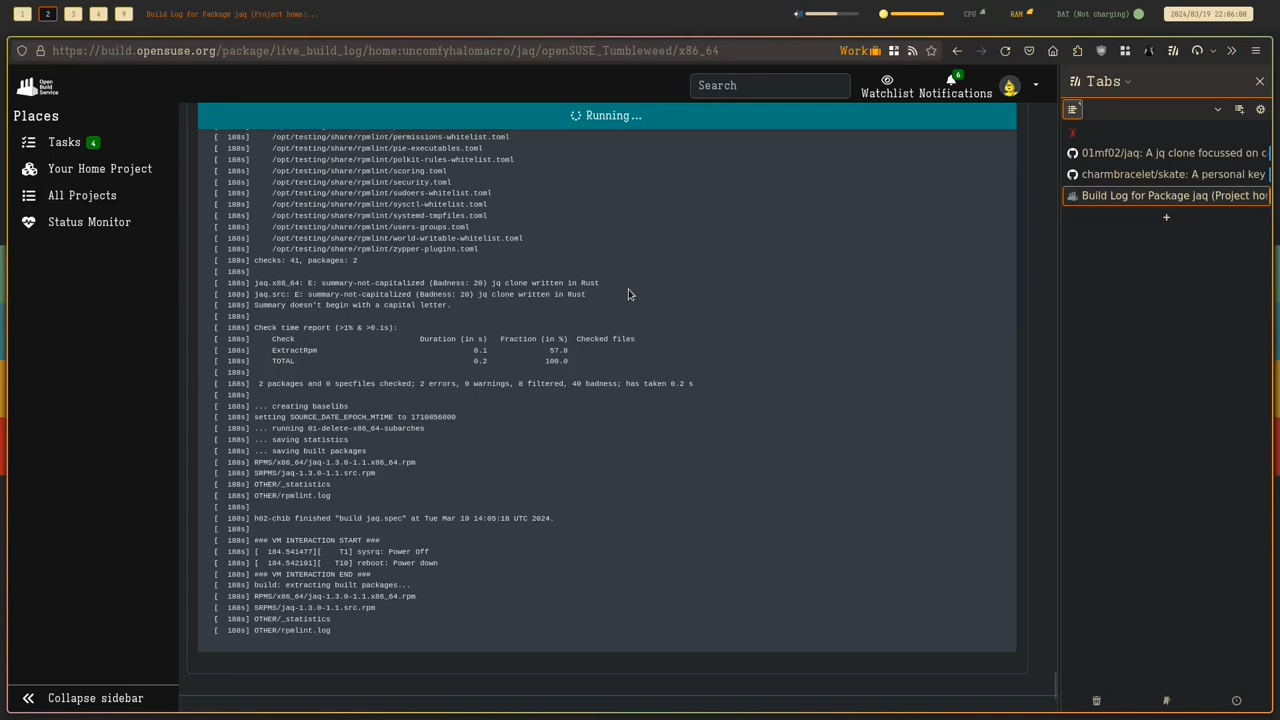 1 2 3 4 9 Build Log for Package jaq (Project home:... CPU RAM BAT (Not charging) 2024/03/19 22:06:00
https://build.opensuse.org/package/live_build_log/home:uncomfyhalomacro/jaq/openSUSE_Tumbleweed/x86_64 Work
Open Build Service
Search
Watchlist
6
Notifications
Places
Tasks 4
Your Home Project
All Projects
Status Monitor
Collapse sidebar
Running...
[ 188s] /opt/testing/share/rpmlint/permissions-whitelist.toml
[ 188s] /opt/testing/share/rpmlint/pie-executables.toml
[ 188s] /opt/testing/share/rpmlint/polkit-rules-whitelist.toml
[ 188s] /opt/testing/share/rpmlint/scoring.toml
[ 188s] /opt/testing/share/rpmlint/security.toml
[ 188s] /opt/testing/share/rpmlint/sudoers-whitelist.toml
[ 188s] /opt/testing/share/rpmlint/sysctl-whitelist.toml
[ 188s] /opt/testing/share/rpmlint/systemd-tmpfiles.toml
[ 188s] /opt/testing/share/rpmlint/users-groups.toml
[ 188s] /opt/testing/share/rpmlint/world-writable-whitelist.toml
[ 188s] /opt/testing/share/rpmlint/zypper-plugins.toml
[ 188s] checks: 41, packages: 2
[ 188s]
[ 188s] jaq.x86_64: E: summary-not-capitalized (Badness: 20) jq clone written in Rust
[ 188s] jaq.src: E: summary-not-capitalized (Badness: 20) jq clone written in Rust
[ 188s] Summary doesn't begin with a capital letter.
[ 188s]
[ 188s] Check time report (>1% & >0.1s):
[ 188s] Check Duration (in s) Fraction (in %) Checked files
[ 188s] ExtractRpm 0.1 57.8
[ 188s] TOTAL 0.2 100.0
[ 188s]
[ 188s] 2 packages and 0 specfiles checked; 2 errors, 0 warnings, 8 filtered, 40 badness; has taken 0.2 s
[ 188s]
[ 188s] ... creating baselibs
[ 188s] setting SOURCE_DATE_EPOCH_MTIME to 1710856800
[ 188s] ... running 01-delete-x86_64-subarches
[ 188s] ... saving statistics
[ 188s] ... saving built packages
[ 188s] RPMS/x86_64/jaq-1.3.0-1.1.x86_64.rpm
[ 188s] SRPMS/jaq-1.3.0-1.1.src.rpm
[ 188s] OTHER/_statistics
[ 188s] OTHER/rpmlint.log
[ 188s]
[ 188s] h02-ch1b finished "build jaq.spec" at Tue Mar 19 14:05:18 UTC 2024.
[ 188s]
[ 188s] ### VM INTERACTION START ###
[ 188s] [ 184.541477][ T1] sysrq: Power Off
[ 188s] [ 184.542191][ T10] reboot: Power down
[ 188s] ### VM INTERACTION END ###
[ 188s] build: extracting built packages...
[ 188s] RPMS/x86_64/jaq-1.3.0-1.1.x86_64.rpm
[ 188s] SRPMS/jaq-1.3.0-1.1.src.rpm
[ 188s] OTHER/_statistics
[ 188s] OTHER/rpmlint.log
Tabs
01mf02/jaq: A jq clone focussed on c
charmbracelet/skate: A personal key
Build Log for Package jaq (Project ho